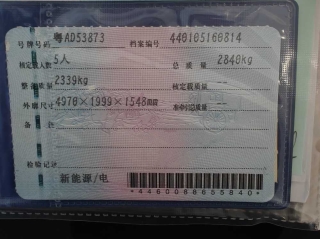 号牌号码 粤AD53873 档案编号 440105160814
核定载人数 5人 总质量 2840kg
整备质量 2339kg 核定载质量 --
外廓尺寸 4970×1999×1548mm 准牵引总质量 --
备注
检验记录
新能源/电
*4460088655840*